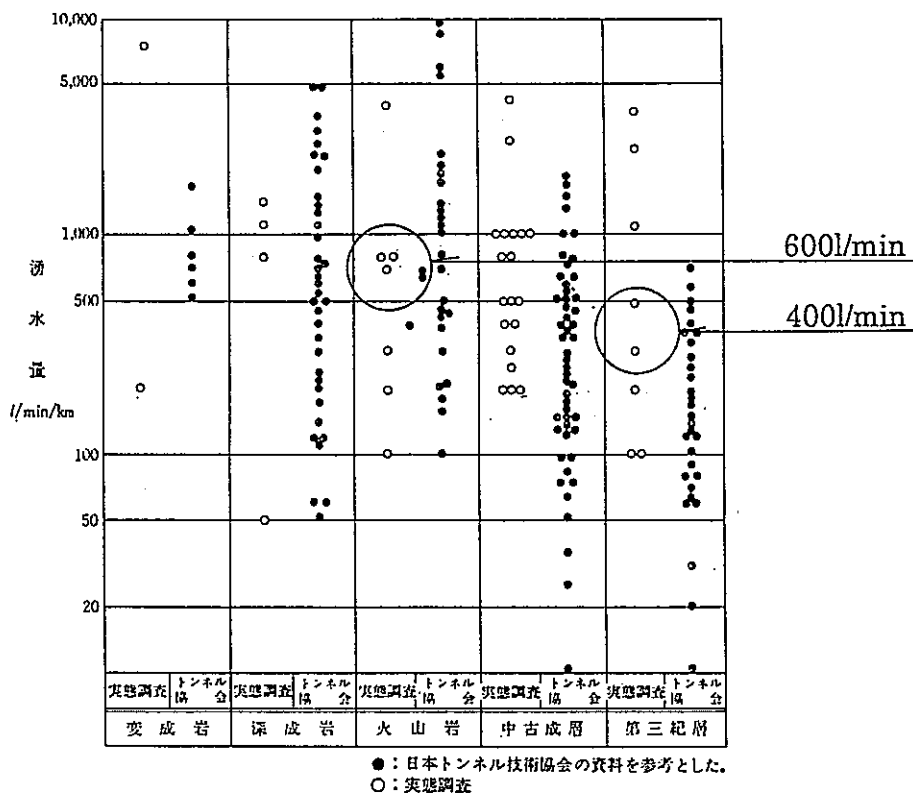 10,000
5,000
1,000
500
100
50
20
湧水量
l/min/km
600l/min
400l/min
実態調査 トンネル協会 実態調査 トンネル協会 実態調査 トンネル協会 実態調査 トンネル協会 実態調査 トンネル協会
変成岩 深成岩 火山岩 中古成層 第三紀層
●：日本トンネル技術協会の資料を参考とした。
○：実態調査